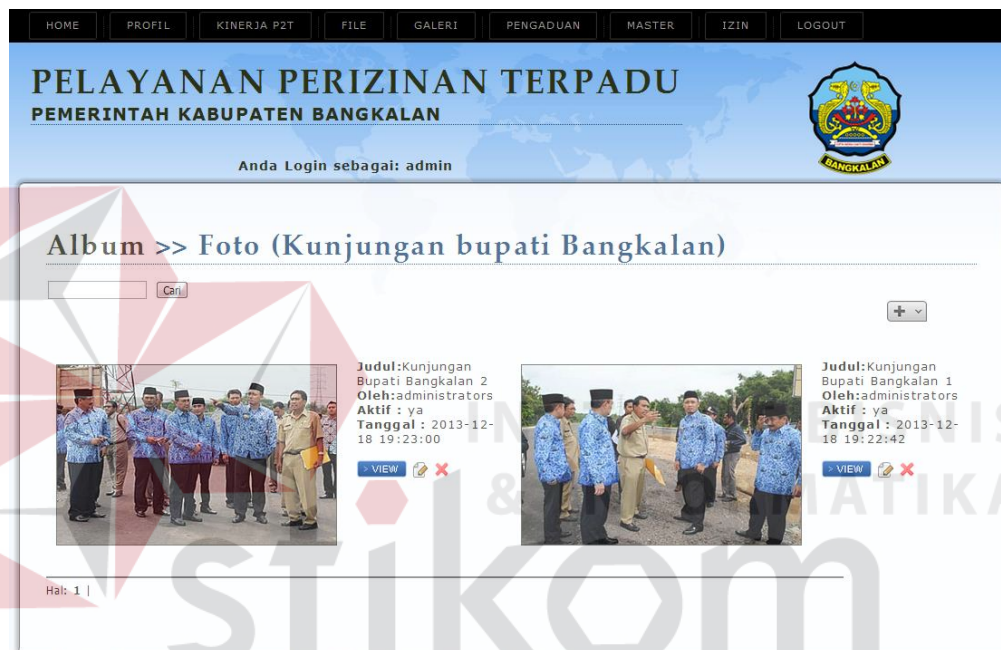 HOME PROFIL KINERJA P2T FILE GALERI PENGADUAN MASTER IZIN LOGOUT
PELAYANAN PERIZINAN TERPADU
PEMERINTAH KABUPATEN BANGKALAN
BANGKALAN
Anda Login sebagai: admin
Album >> Foto (Kunjungan bupati Bangkalan)
Cari
Judul:Kunjungan
Bupati Bangkalan 2
Oleh:administrators
Aktif : ya
Tanggal : 2013-12-
18 19:23:00
> VIEW
Judul:Kunjungan
Bupati Bangkalan 1
Oleh:administrators
Aktif : ya
Tanggal : 2013-12-
18 19:22:42
> VIEW
Hal: 1 |
stikom